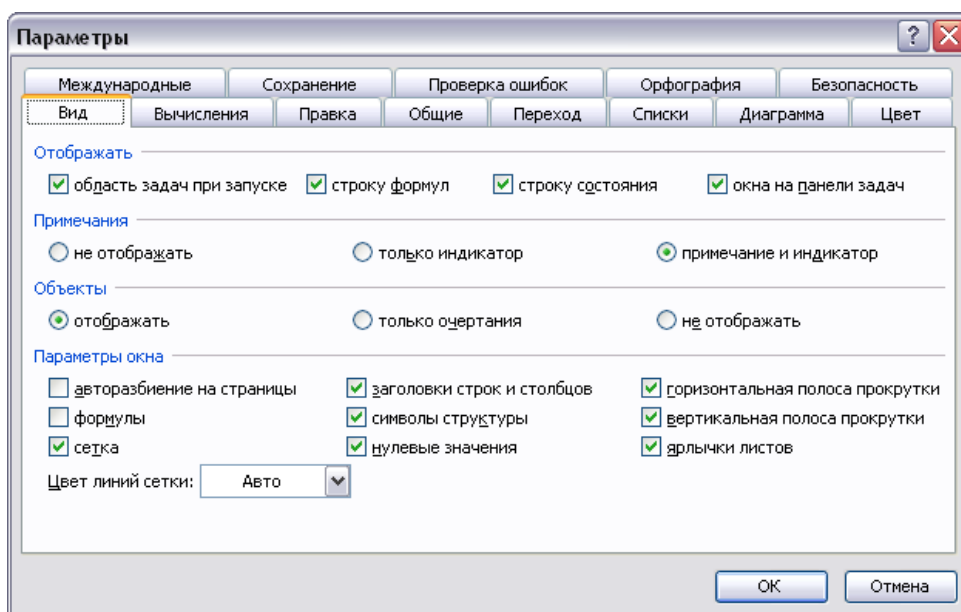 Параметры
Международные Сохранение Проверка ошибок Орфография Безопасность
Вид Вычисления Правка Общие Переход Списки Диаграмма Цвет
Отображать
область задач при запуске строку формул строку состояния окна на панели задач
Примечания
не отображать только индикатор примечание и индикатор
Объекты
отображать только очертания не отображать
Параметры окна
авторазбиение на страницы заголовки строк и столбцов горизонтальная полоса прокрутки
формулы символы структуры вертикальная полоса прокрутки
сетка нулевые значения ярлычки листов
Цвет линий сетки: Авто
ОК Отмена